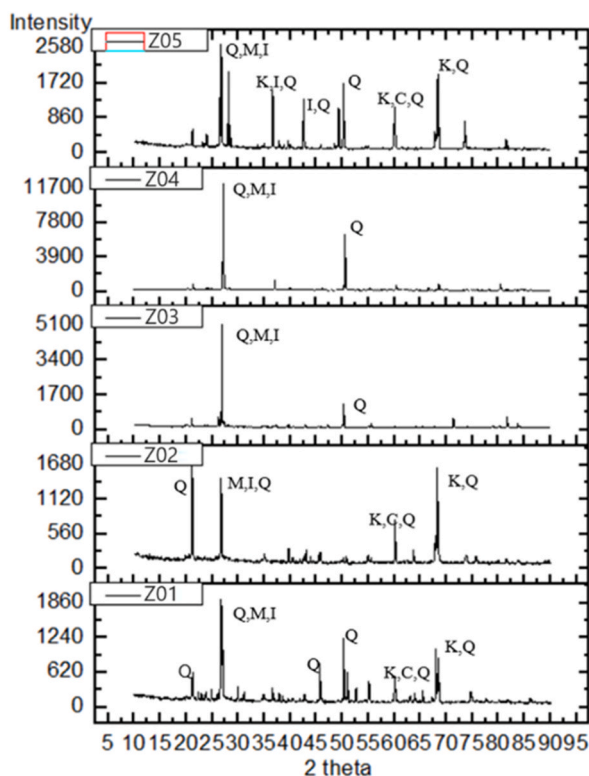 Intensity
Z05
2580
1720
860
0
Q,M,I
K,I,Q
I,Q
Q
K,C,Q
K,Q
Z04
11700
7800
3900
0
Q,M,I
Q
Z03
5100
3400
1700
0
Q,M,I
Q
Z02
1680
1120
560
0
Q
M,I,Q
K,C,Q
K,Q
Z01
1860
1240
620
0
Q
Q,M,I
Q
Q
K,C,Q
K,Q
5 10 15 20 25 30 35 40 45 50 55 60 65 70 75 80 85 90 95
2 theta